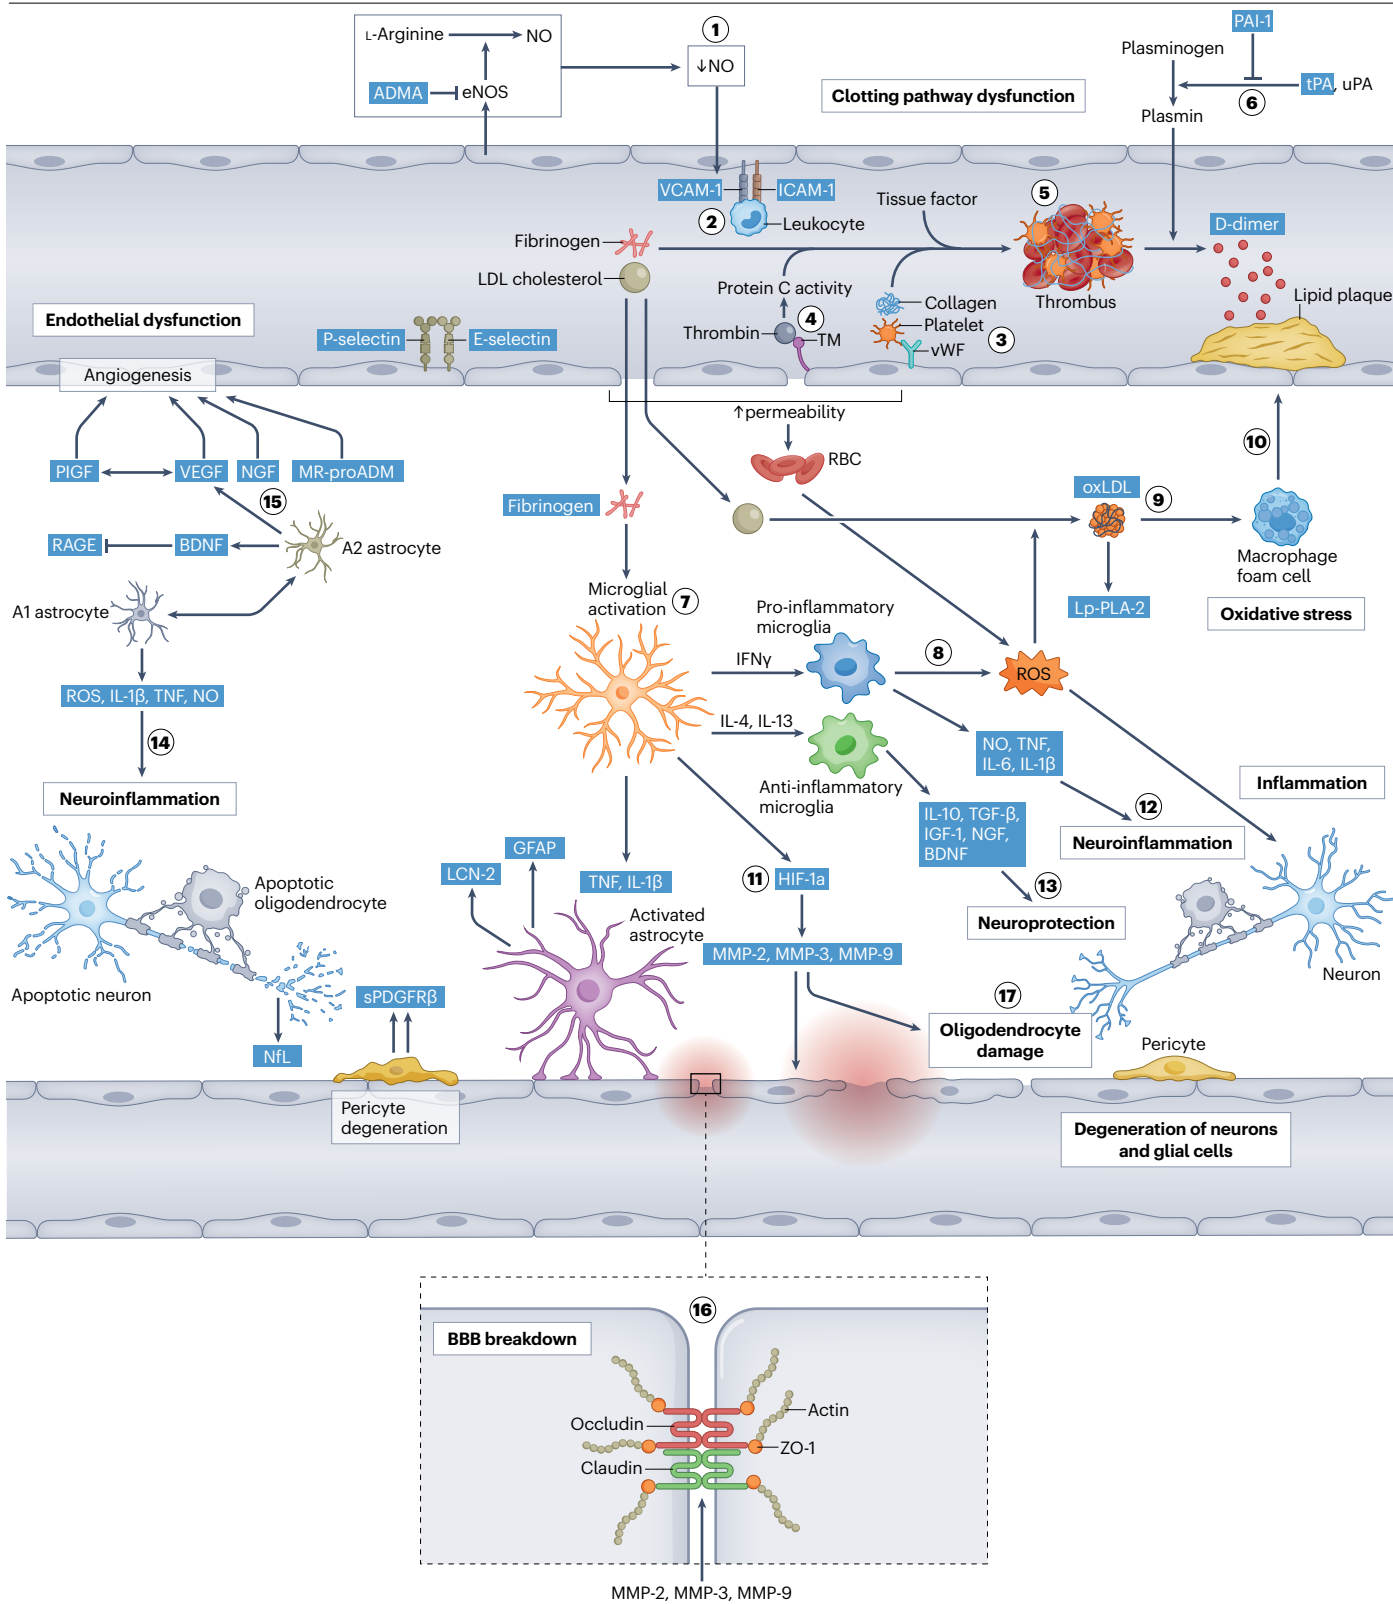 L-Arginine
NO
ADMA
eNOS
1
↓NO
Clotting pathway dysfunction
PAI-1
Plasminogen
tPA, uPA
6
Plasmin
VCAM-1
ICAM-1
2
Leukocyte
Tissue factor
5
D-dimer
Fibrinogen
LDL cholesterol
Protein C activity
Collagen
Thrombus
Lipid plaque
Endothelial dysfunction
P-selectin
E-selectin
Thrombin
4
TM
Platelet
3
vWF
Angiogenesis
↑permeability
PIGF
VEGF
NGF
MR-proADM
15
RBC
10
Fibrinogen
oxLDL
9
RAGE
BDNF
A2 astrocyte
Macrophage
foam cell
A1 astrocyte
Microglial
activation
7
Pro-inflammatory
microglia
Lp-PLA-2
Oxidative stress
IFNγ
8
ROS
ROS, IL-1β, TNF, NO
IL-4, IL-13
14
NO, TNF,
IL-6, IL-1β
Anti-inflammatory
microglia
Inflammation
Neuroinflammation
IL-10, TGF-β,
IGF-1, NGF,
BDNF
12
Neuroinflammation
GFAP
LCN-2
TNF, IL-1β
11
HIF-1a
13
Apoptotic
oligodendrocyte
Activated
astrocyte
Neuroprotection
MMP-2, MMP-3, MMP-9
Apoptotic neuron
Neuron
sPDGFRβ
17
NfL
Oligodendrocyte
damage
Pericyte
Pericyte
degeneration
Degeneration of neurons
and glial cells
16
BBB breakdown
Occludin
Actin
ZO-1
Claudin
MMP-2, MMP-3, MMP-9